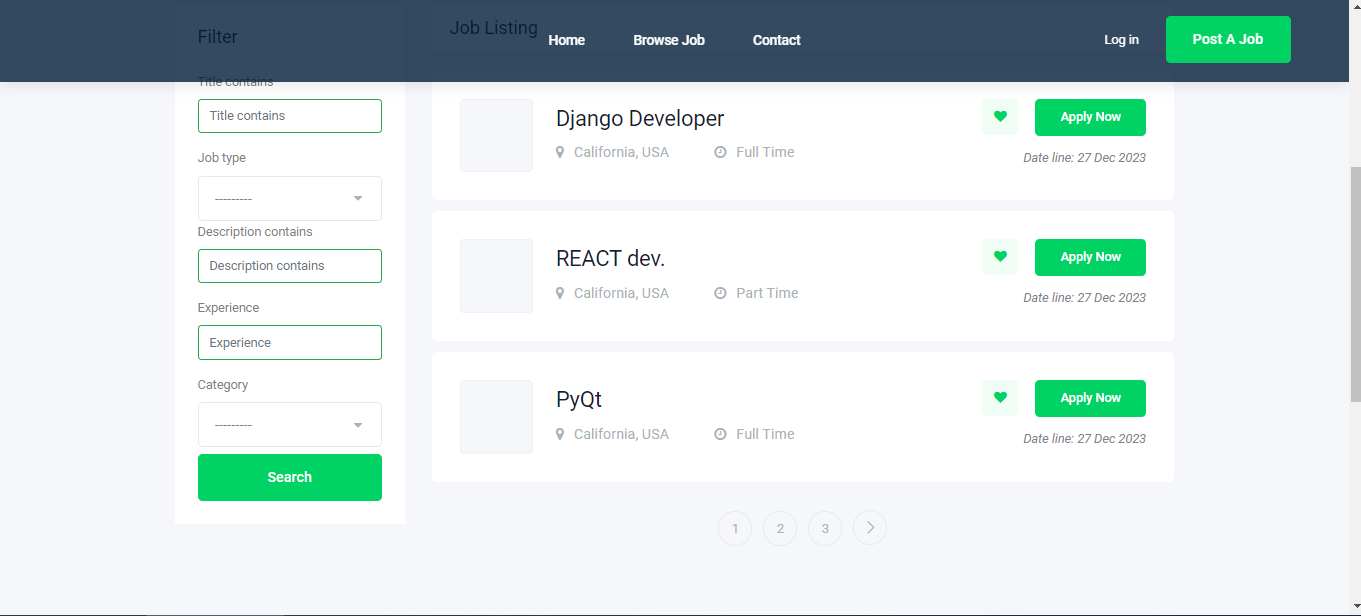 Home
Browse Job
Contact
Log in
Post A Job
Filter
Title contains
Title contains
Job type
---------
Description contains
Description contains
Experience
Experience
Category
---------
Search
Job Listing
Django Developer
California, USA
Full Time
Apply Now
Date line: 27 Dec 2023
REACT dev.
California, USA
Part Time
Apply Now
Date line: 27 Dec 2023
PyQt
California, USA
Full Time
Apply Now
Date line: 27 Dec 2023
1
2
3